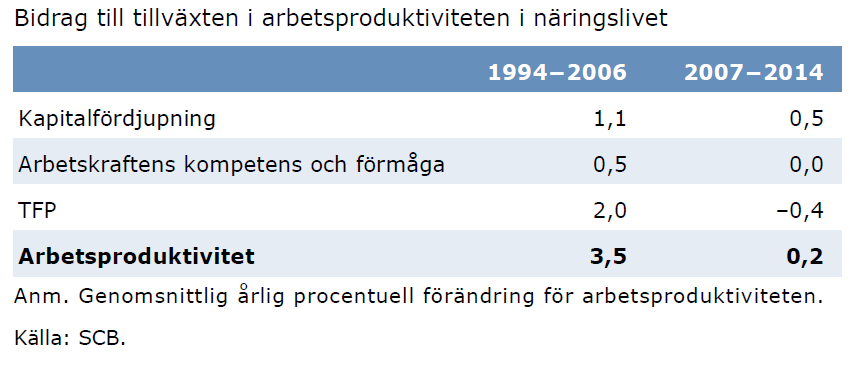 Bidrag till tillväxten i arbetsproduktiviteten i näringslivet
1994–2006 2007–2014
Kapitalfördjupning 1,1 0,5
Arbetskraftens kompetens och förmåga 0,5 0,0
TFP 2,0 –0,4
Arbetsproduktivitet 3,5 0,2
Anm. Genomsnittlig årlig procentuell förändring för arbetsproduktiviteten.
Källa: SCB.